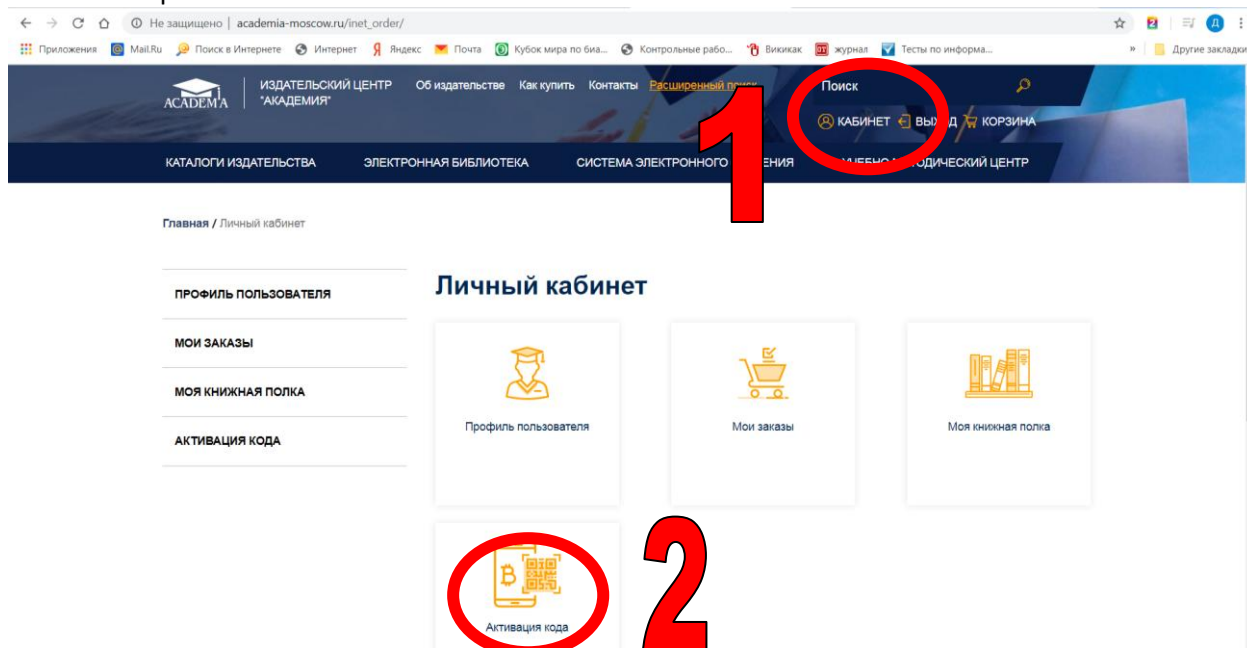 Не защищено | academia-moscow.ru/inet_order/
Приложения Mail.Ru Поиск в Интернете Интернет Яндекс Почта Кубок мира по биа... Контрольные рабо... Викикак журнал Тесты по информа... » Другие закладки
ACADEM'A
ИЗДАТЕЛЬСКИЙ ЦЕНТР
"АКАДЕМИЯ"
Об издательстве Как купить Контакты Расширенный
Поиск
КАБИНЕТ КОРЗИНА
КАТАЛОГИ ИЗДАТЕЛЬСТВА ЭЛЕКТРОННАЯ БИБЛИОТЕКА СИСТЕМА ЭЛЕКТРОННОГО ЦЕНТР
1
Главная / Личный кабинет
ПРОФИЛЬ ПОЛЬЗОВАТЕЛЯ
МОИ ЗАКАЗЫ
МОЯ КНИЖНАЯ ПОЛКА
АКТИВАЦИЯ КОДА
Личный кабинет
Профиль пользователя
Мои заказы
Моя книжная полка
Активация кода
2